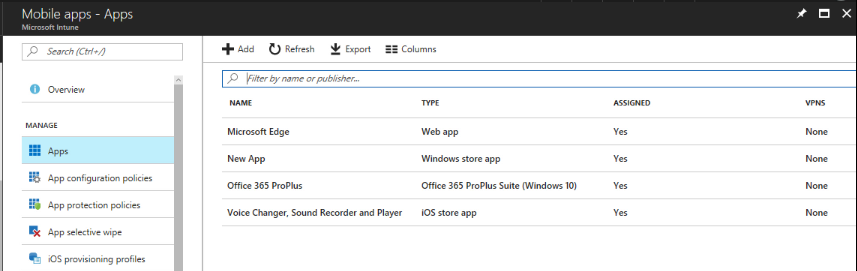 Mobile apps - Apps
Microsoft Intune
Search (Ctrl+/)
Overview
MANAGE
Apps
App configuration policies
App protection policies
App selective wipe
iOS provisioning profiles
Add Refresh Export Columns
Filter by name or publisher...
NAME TYPE ASSIGNED VPNS
Microsoft Edge Web app Yes None
New App Windows store app Yes None
Office 365 ProPlus Office 365 ProPlus Suite (Windows 10) Yes None
Voice Changer, Sound Recorder and Player iOS store app Yes None